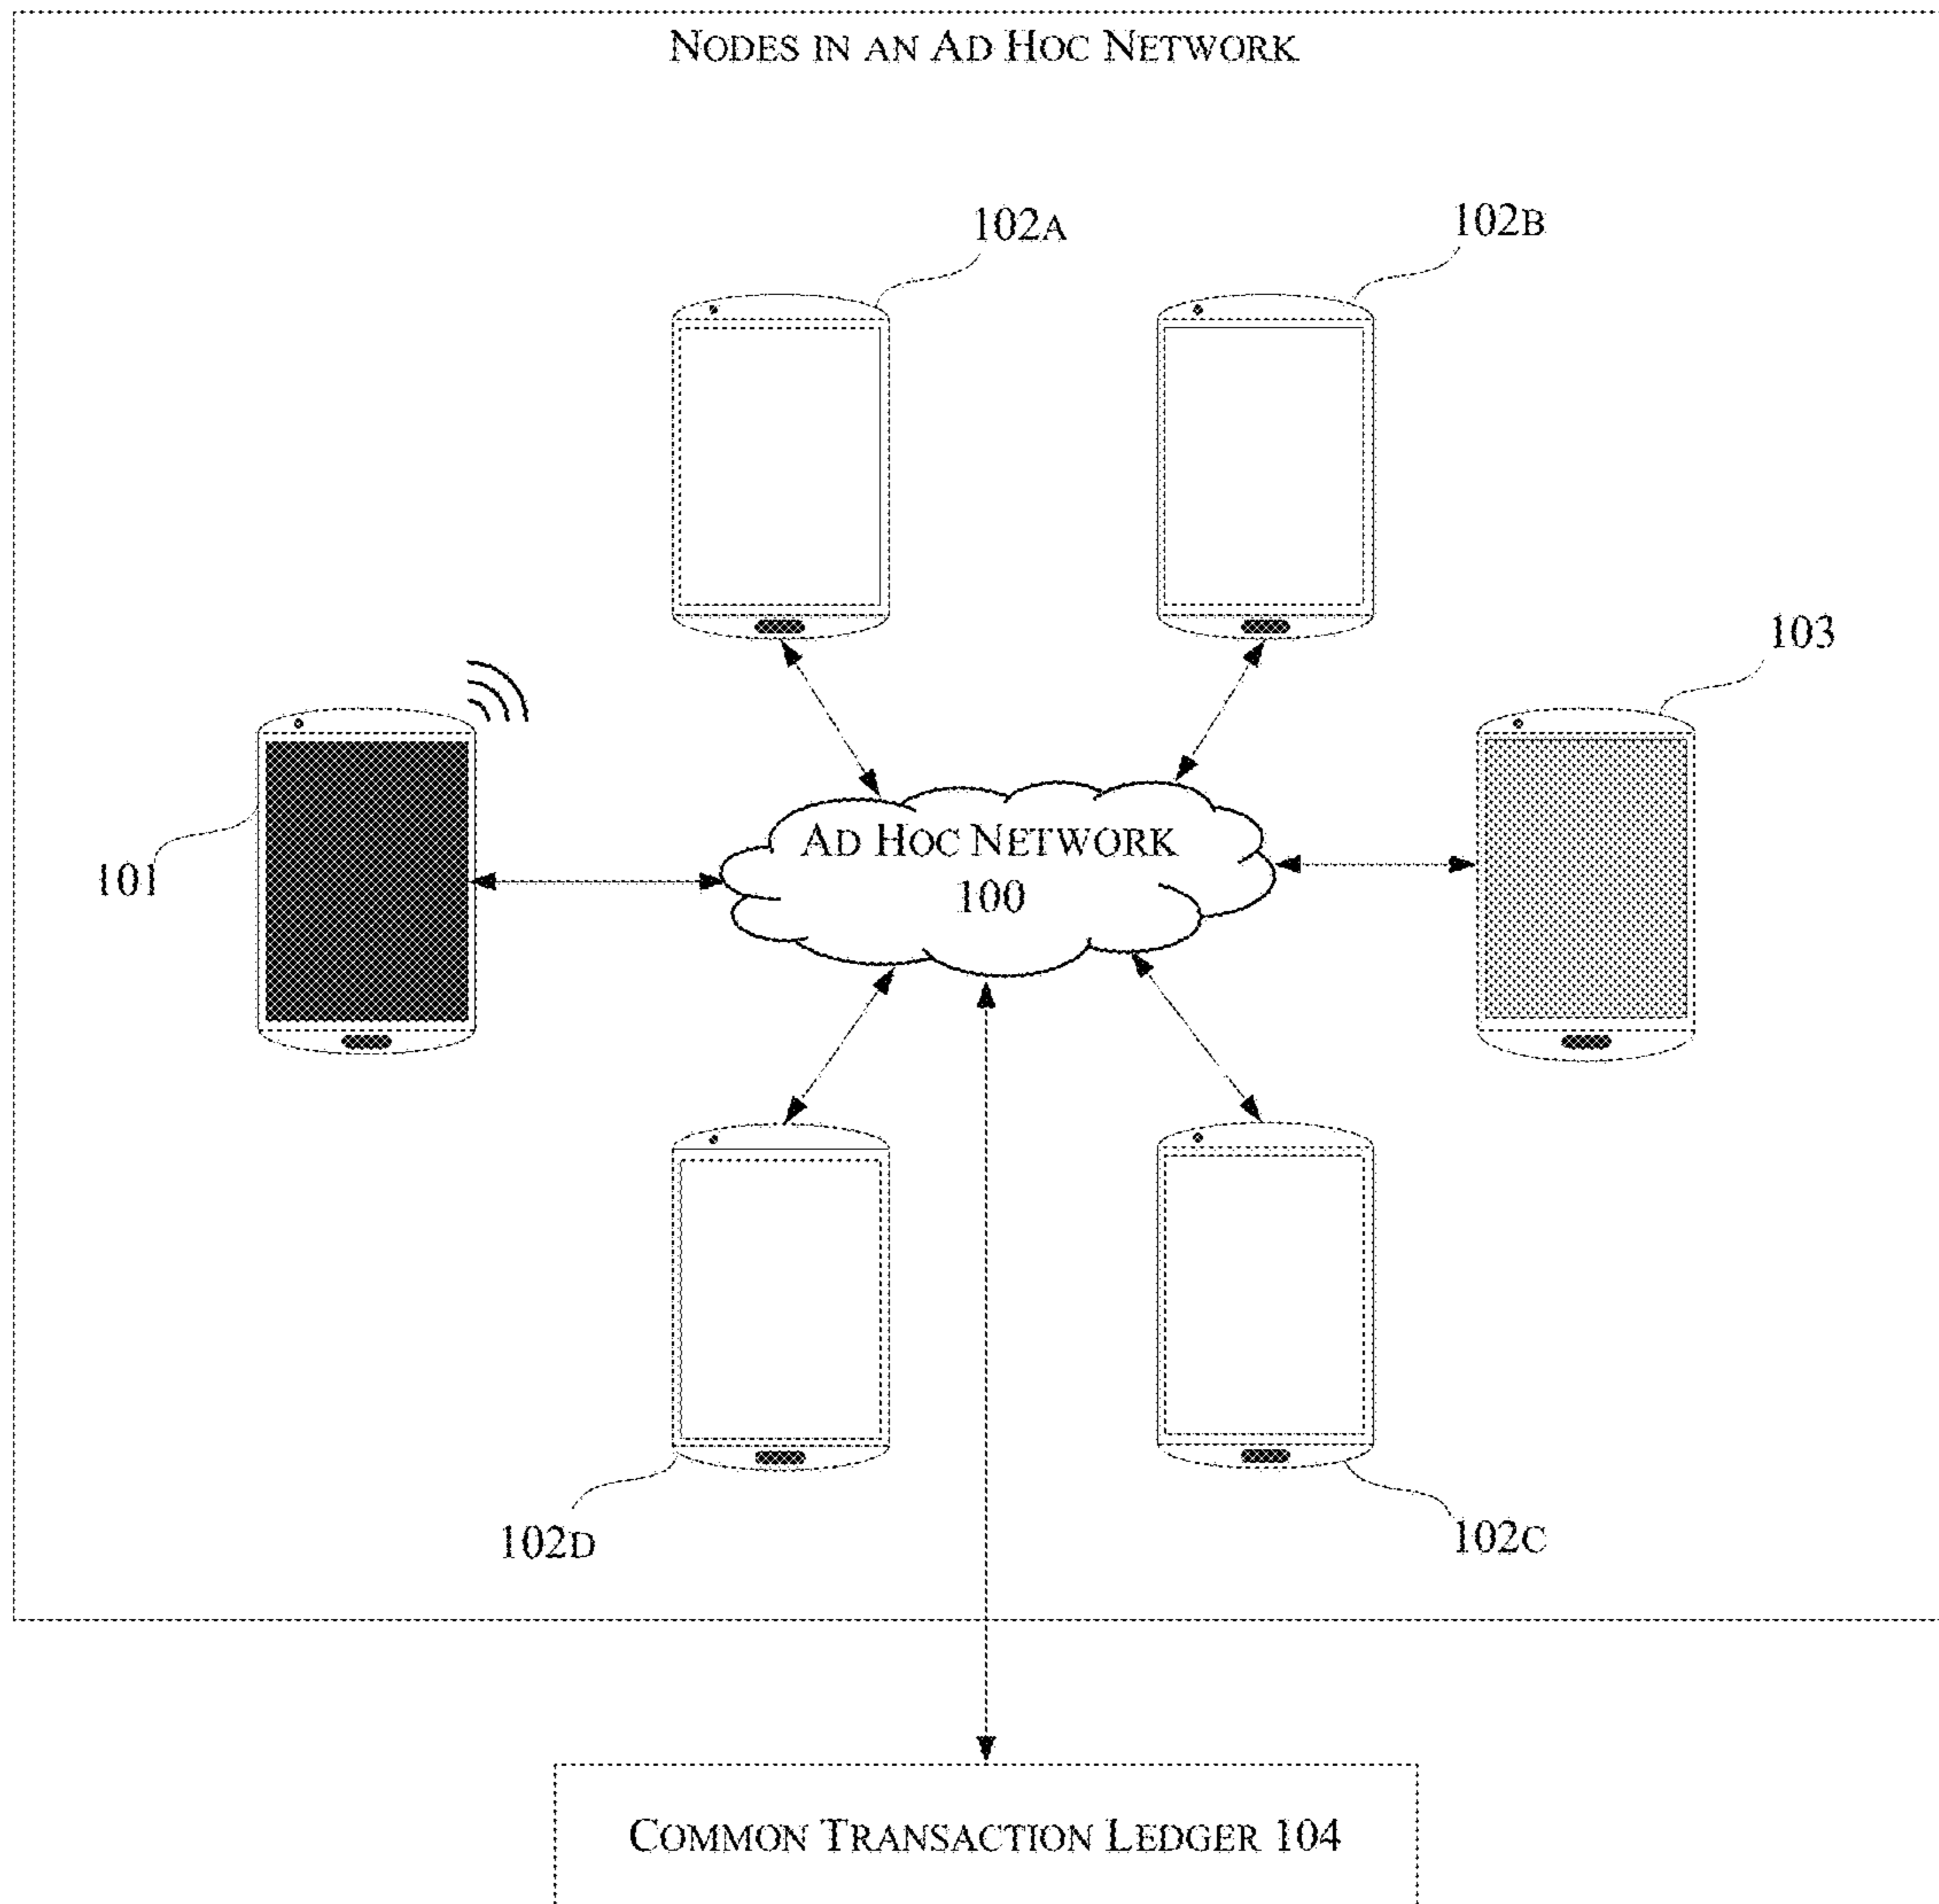 NODES IN AN AD HOC NETWORK
102A
102B
103
101
AD HOC NETWORK
100
102D
102C
COMMON TRANSACTION LEDGER 104